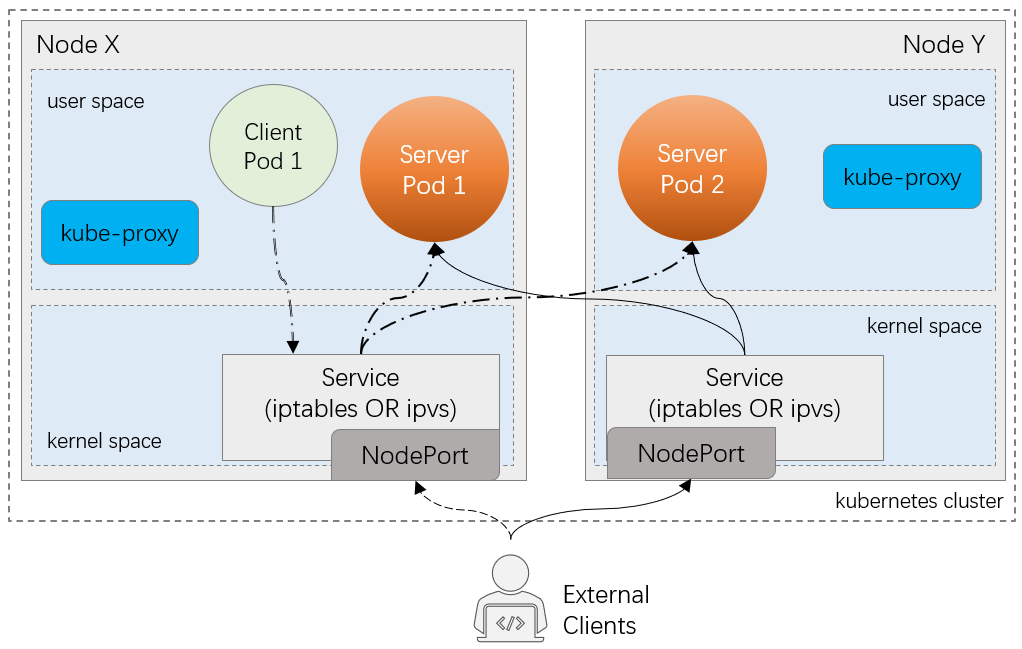 Node X
user space
Client
Pod 1
Server
Pod 1
kube-proxy
Service
(iptables OR ipvs)
kernel space
NodePort
Node Y
user space
Server
Pod 2
kube-proxy
kernel space
Service
(iptables OR ipvs)
NodePort
kubernetes cluster
</>
External
Clients